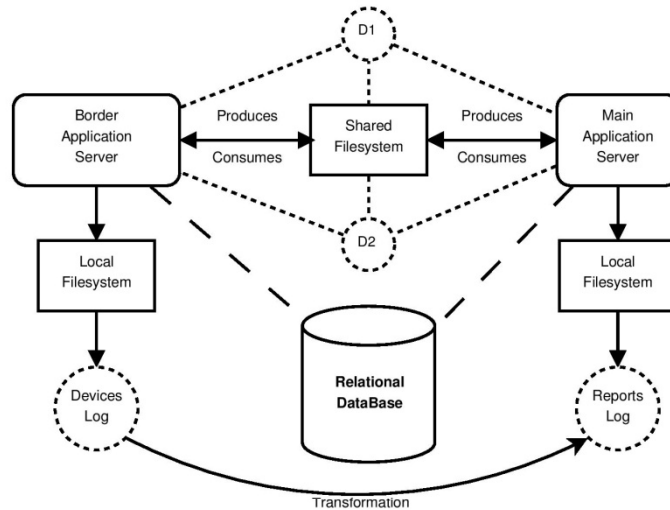 D1
Border
Application
Server
Produces
Consumes
Shared
Filesystem
Produces
Consumes
Main
Application
Server
D2
Local
Filesystem
Local
Filesystem
Relational
DataBase
Devices
Log
Reports
Log
Transformation